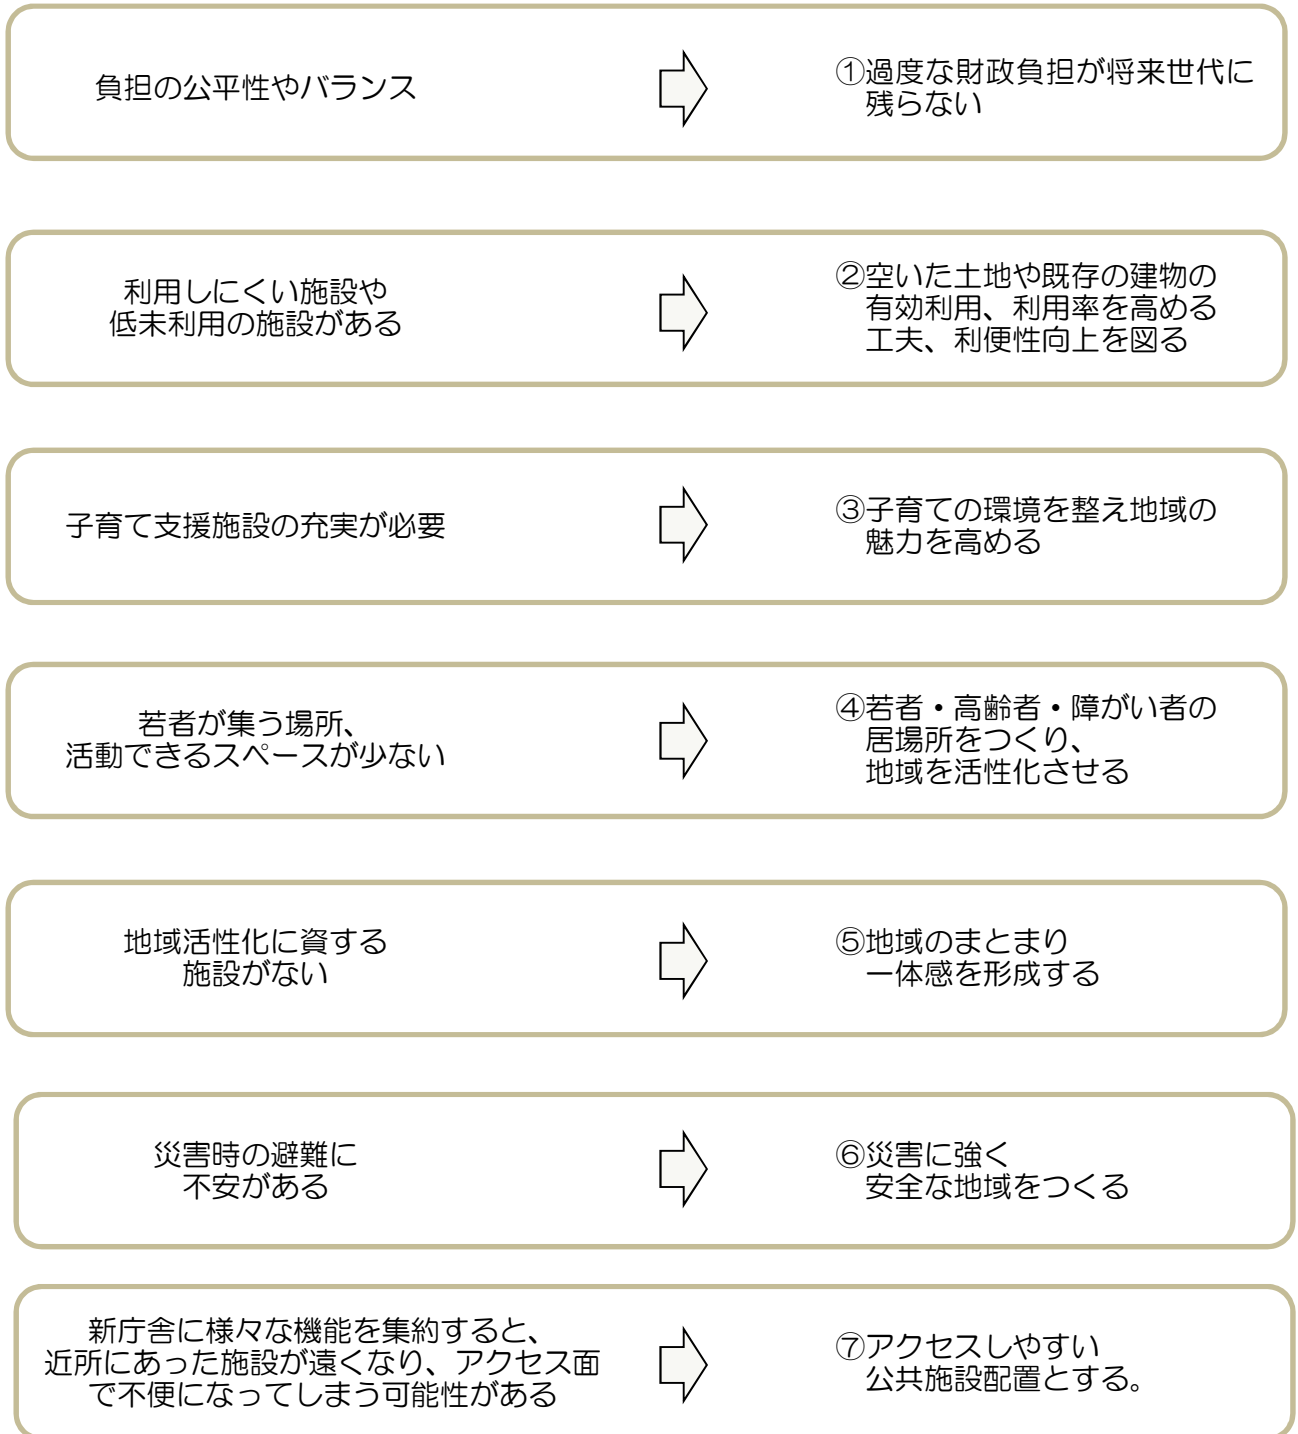 負担の公平性やバランス
①過度な財政負担が将来世代に
残らない
利用しにくい施設や
低未利用の施設がある
②空いた土地や既存の建物の
有効利用、利用率を高める
工夫、利便性向上を図る
子育て支援施設の充実が必要
③子育ての環境を整え地域の
魅力を高める
若者が集う場所、
活動できるスペースが少ない
④若者・高齢者・障がい者の
居場所をつくり、
地域を活性化させる
地域活性化に資する
施設がない
⑤地域のまとまり
一体感を形成する
災害時の避難に
不安がある
⑥災害に強く
安全な地域をつくる
新庁舎に様々な機能を集約すると、
近所にあった施設が遠くなり、アクセス面
で不便になってしまう可能性がある
⑦アクセスしやすい
公共施設配置とする。